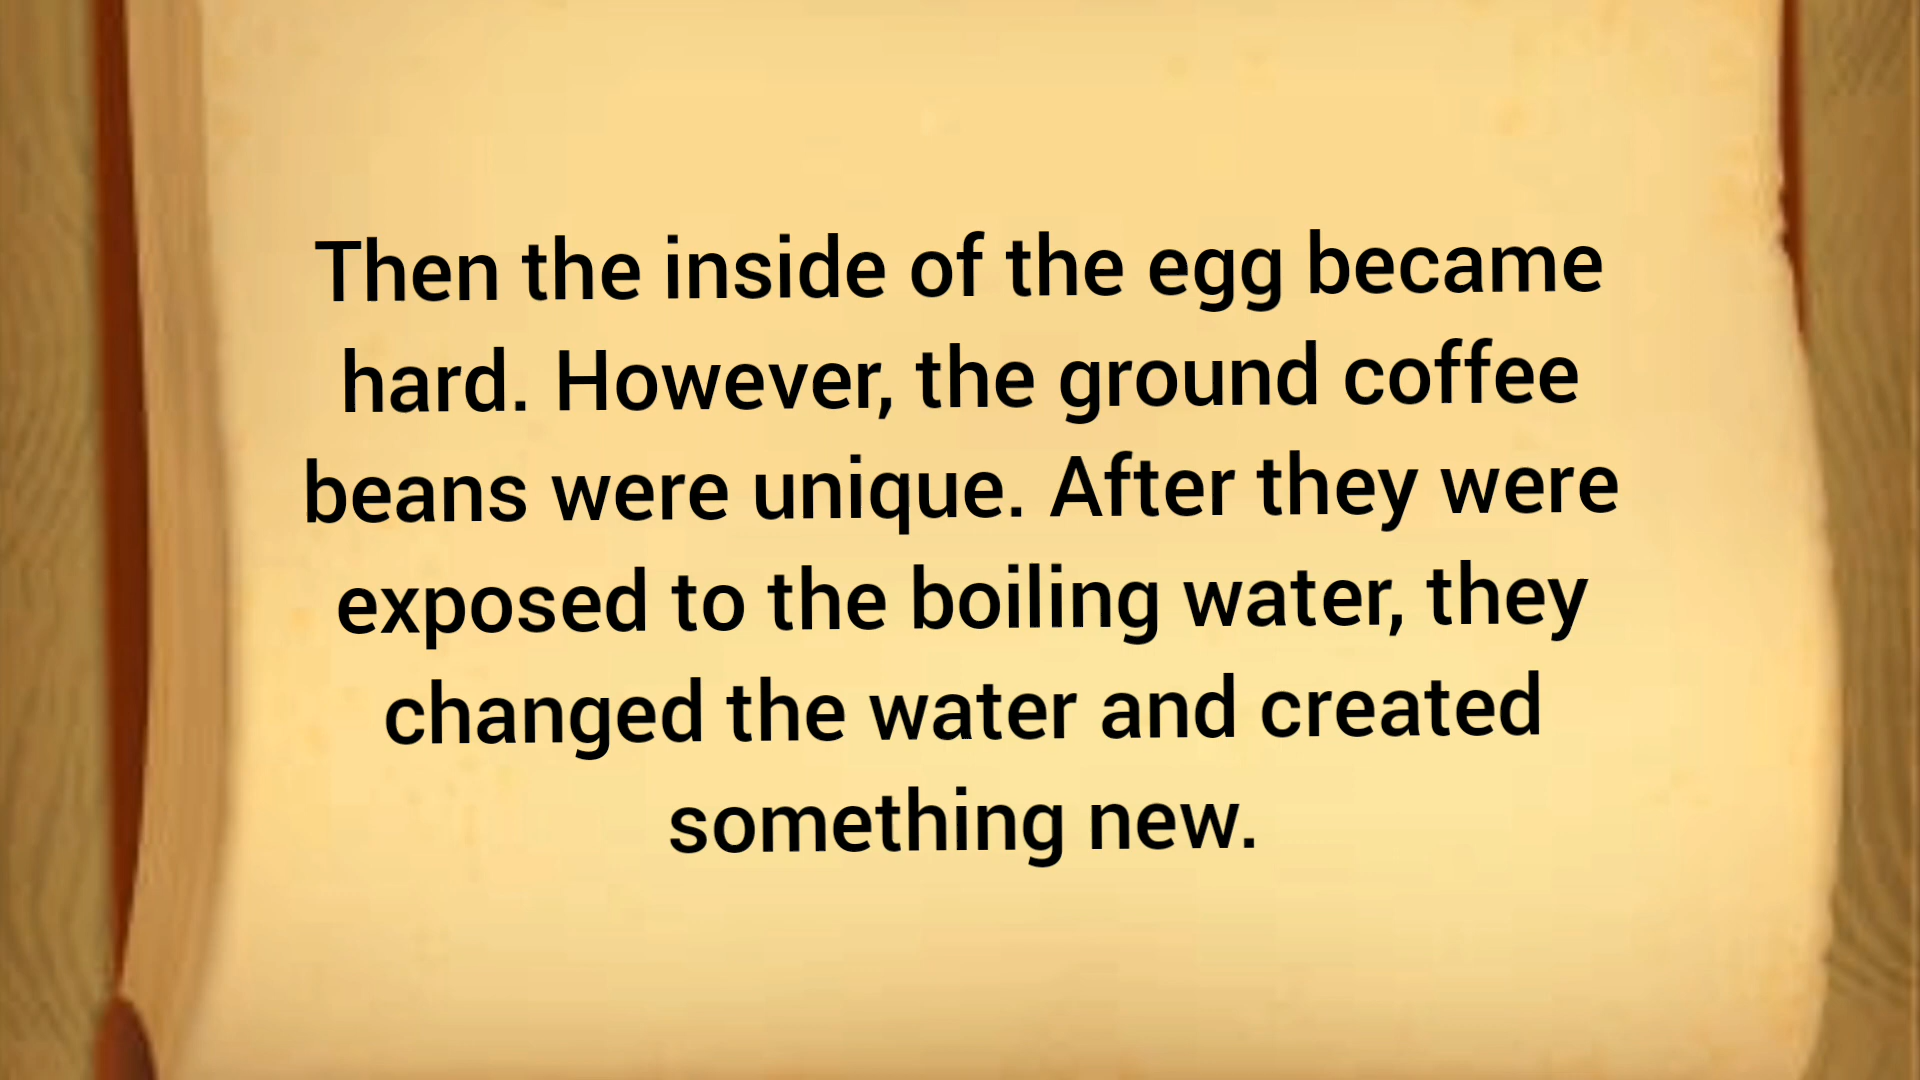 Then the inside of the egg became
hard. However, the ground coffee
beans were unique. After they were
exposed to the boiling water, they
changed the water and created
something new.